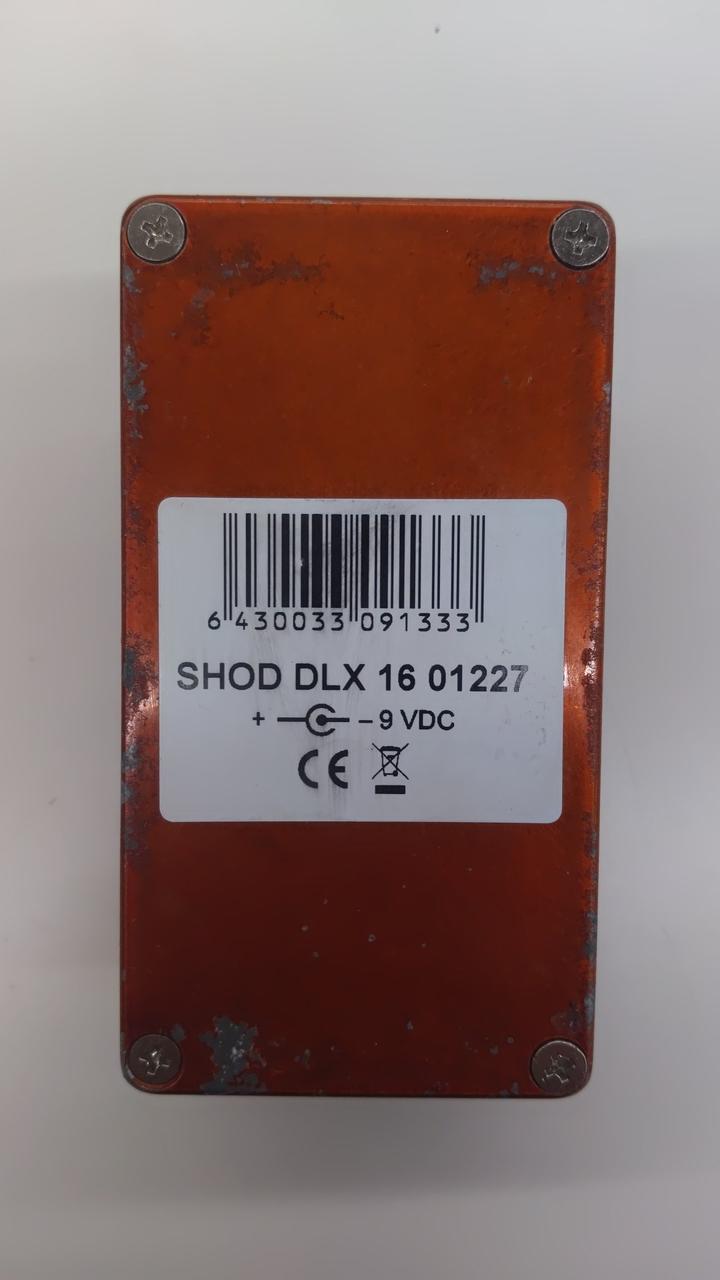 6 430033 091333
SHOD DLX 16 01227
+ – 9 VDC
CE